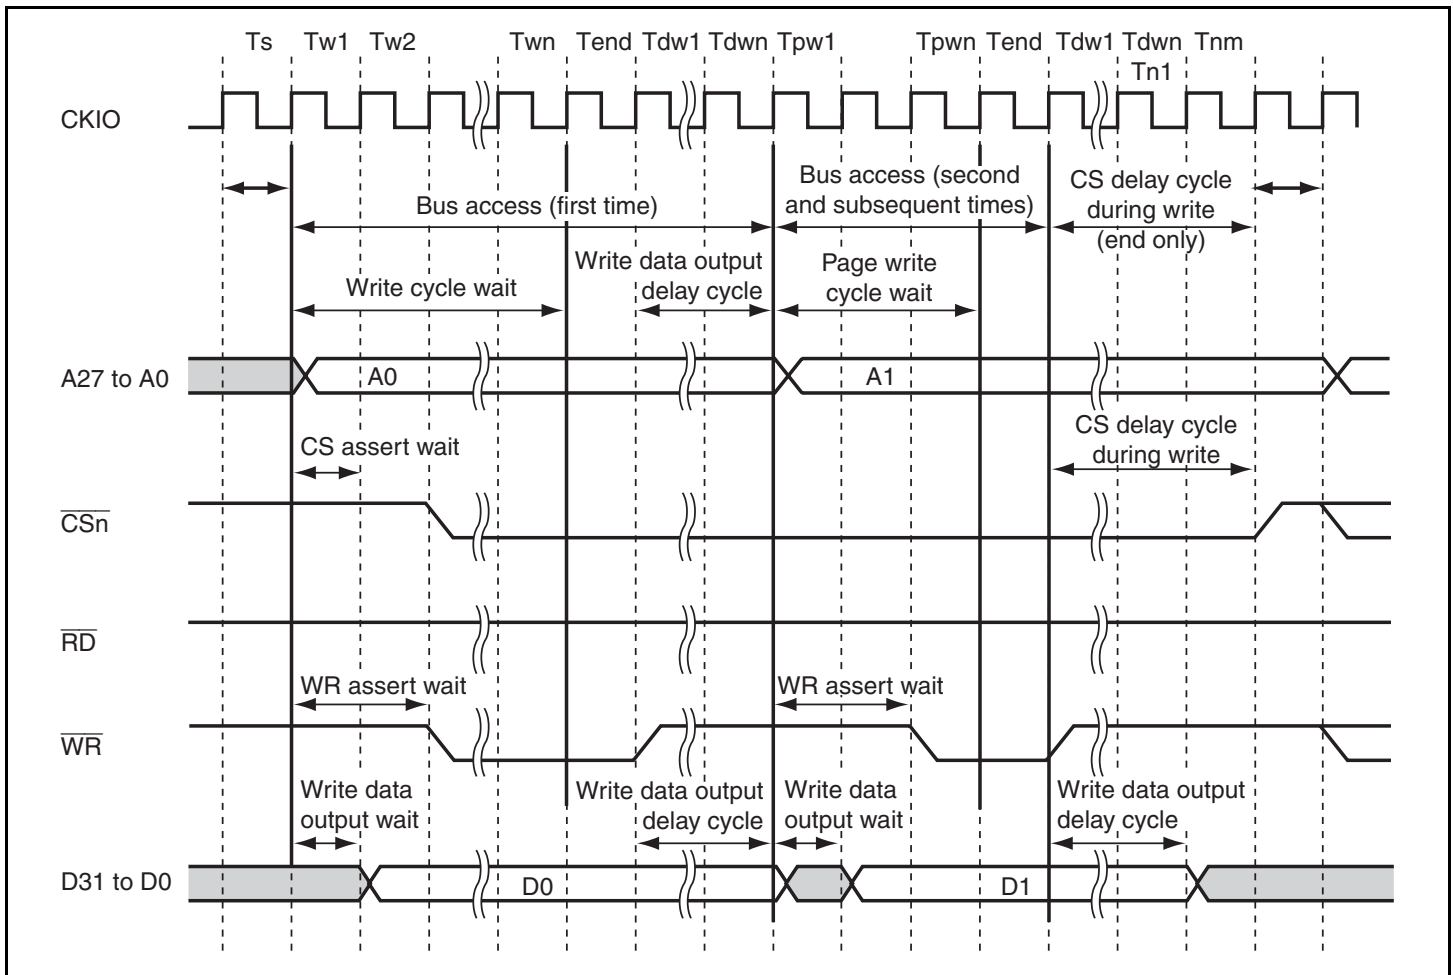 Ts Tw1 Tw2 Twn Tend Tdw1 Tdwn Tpw1 Tpwn Tend Tdw1 Tdwn Tnm
Tn1
CKIO
Bus access (first time)
Bus access (second
and subsequent times)
CS delay cycle
during write
(end only)
Write cycle wait
Write data output
delay cycle
Page write
cycle wait
A27 to A0
A0
A1
CS assert wait
CS delay cycle
during write
CSn
RD
WR assert wait
WR assert wait
WR
Write data
output wait
Write data output
delay cycle
Write data
output wait
Write data output
delay cycle
D31 to D0
D0
D1